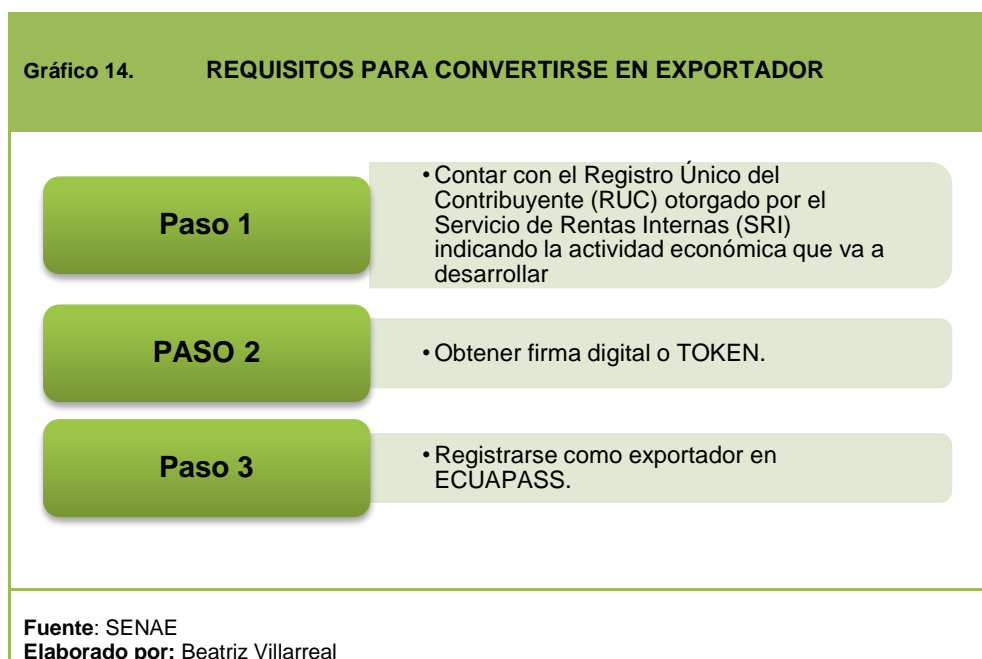 Gráfico 14. REQUISITOS PARA CONVERTIRSE EN EXPORTADOR
Paso 1
• Contar con el Registro Único del
Contribuyente (RUC) otorgado por el
Servicio de Rentas Internas (SRI)
indicando la actividad económica que va a
desarrollar
PASO 2
• Obtener firma digital o TOKEN.
Paso 3
• Registrarse como exportador en
ECUAPASS.
Fuente: SENAE
Elaborado por: Beatriz Villarreal